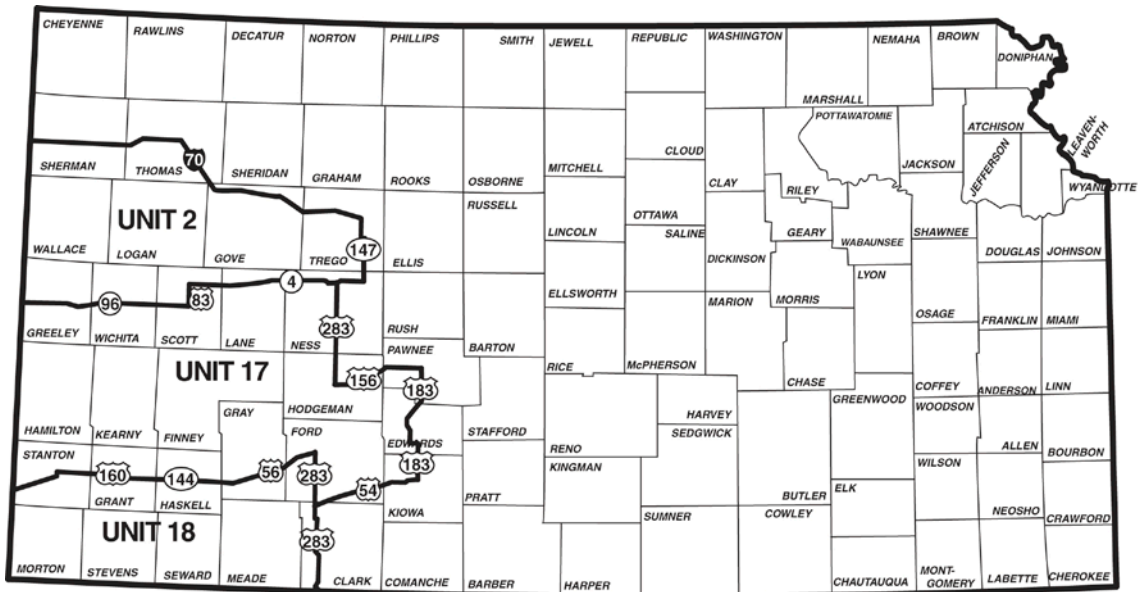 CHEYENNE
RAWLINS
DECATUR
NORTON
PHILLIPS
SMITH
JEWELL
REPUBLIC
WASHINGTON
MARSHALL
NEMAHA
BROWN
DONIPHAN
SHERMAN
THOMAS
70
SHERIDAN
GRAHAM
ROOKS
OSBORNE
MITCHELL
CLOUD
CLAY
RILEY
POTTAWATOMIE
JACKSON
ATCHISON
JEFFERSON
LEAVEN-
WORTH
WYANDOTTE
UNIT 2
WALLACE
LOGAN
GOVE
TREGO
147
ELLIS
RUSSELL
LINCOLN
OTTAWA
SALINE
DICKINSON
GEARY
WABAUNSEE
SHAWNEE
DOUGLAS
JOHNSON
96
83
4
283
GREELEY
WICHITA
SCOTT
LANE
NESS
RUSH
BARTON
ELLSWORTH
RICE
McPHERSON
MARION
MORRIS
LYON
CHASE
OSAGE
FRANKLIN
MIAMI
UNIT 17
156
PAWNEE
183
HAMILTON
KEARNY
FINNEY
GRAY
HODGEMAN
FORD
EDWARDS
183
STAFFORD
RENO
HARVEY
SEDGWICK
BUTLER
GREENWOOD
COFFEY
ANDERSON
LINN
WOODSON
ALLEN
BOURBON
STANTON
160
144
56
283
54
GRANT
HASKELL
KIOWA
PRATT
KINGMAN
ELK
WILSON
NEOSHO
CRAWFORD
UNIT 18
283
MORTON
STEVENS
SEWARD
MEADE
CLARK
COMANCHE
BARBER
HARPER
SUMNER
COWLEY
CHAUTAUQUA
MONT-
GOMERY
LABETTE
CHEROKEE